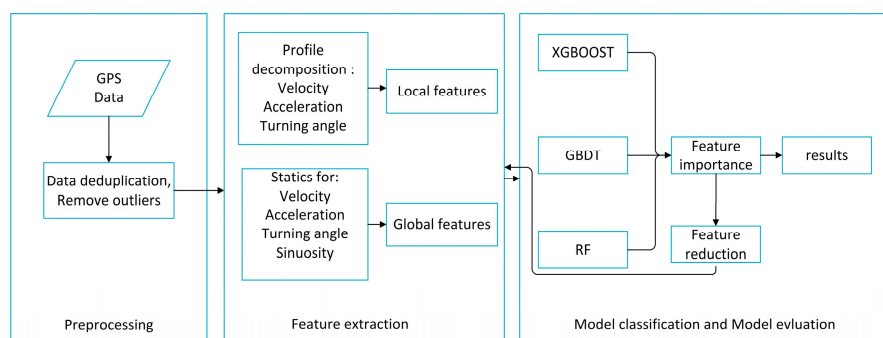 GPS
Data
Data deduplication,
Remove outliers
Preprocessing
Profile
decomposition :
Velocity
Acceleration
Turning angle
Local features
Statics for:
Velocity
Acceleration
Turning angle
Sinuosity
Global features
Feature extraction
XGBOOST
GBDT
RF
Feature
importance
results
Feature
reduction
Model classification and Model evluation